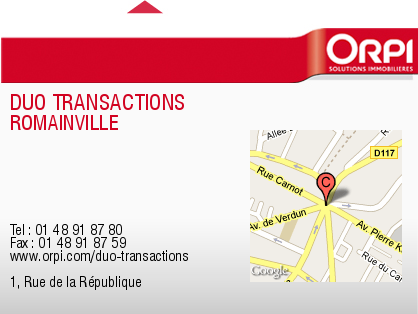 ORPI
SOLUTIONS IMMOBILIÈRES
DUO TRANSACTIONS
ROMAINVILLE
Tel : 01 48 91 87 80
Fax : 01 48 91 87 59
www.orpi.com/duo-transactions
1, Rue de la République
Allée
D117
Rue Carnot
C
Av. de Verdun
Av. Pierre K
Rue du Ca
Google